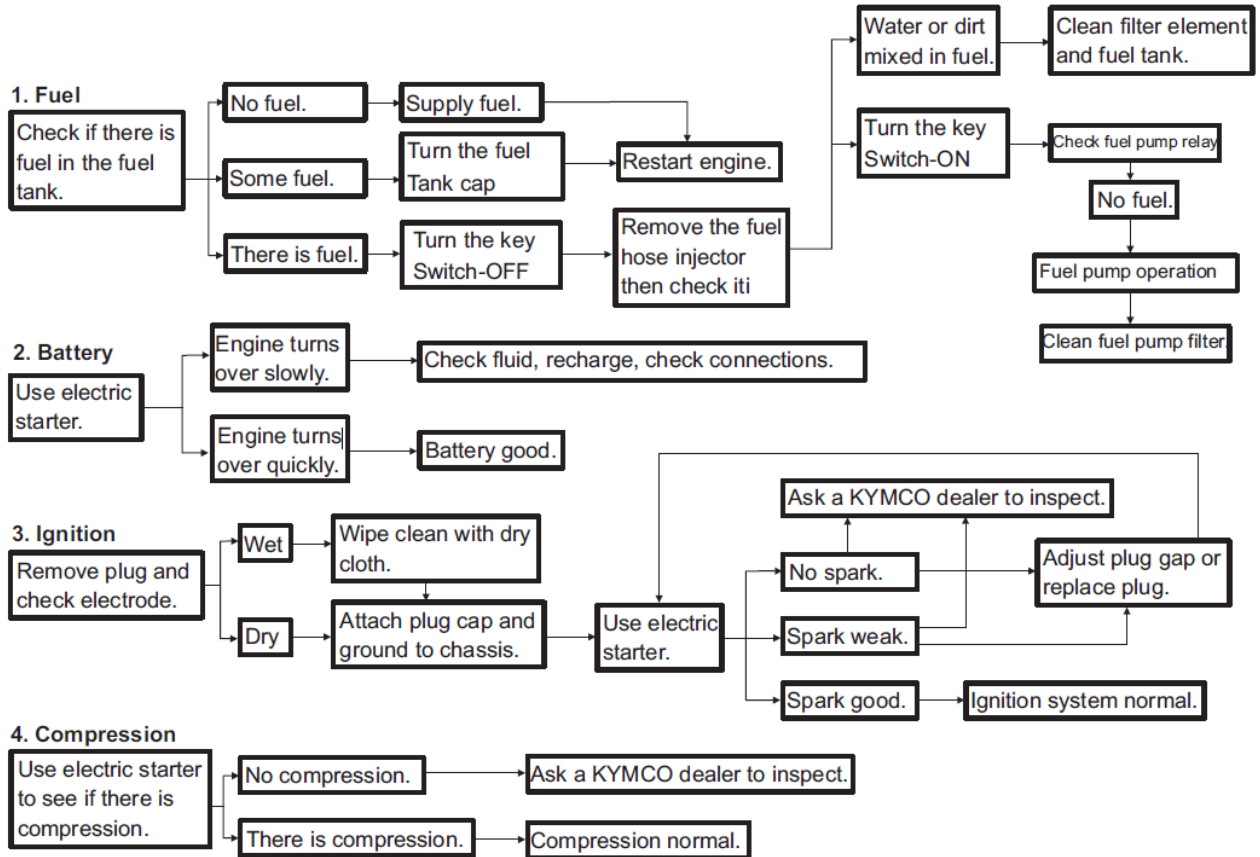 1. Fuel
Check if there is
fuel in the fuel
tank.
No fuel.
Supply fuel.
Some fuel.
Turn the fuel
Tank cap
Restart engine.
There is fuel.
Turn the key
Switch-OFF
Remove the fuel
hose injector
then check iti
Water or dirt
mixed in fuel.
Clean filter element
and fuel tank.
Turn the key
Switch-ON
Check fuel pump relay
No fuel.
Fuel pump operation
Clean fuel pump filter.
2. Battery
Use electric
starter.
Engine turns
over slowly.
Check fluid, recharge, check connections.
Engine turns
over quickly.
Battery good.
3. Ignition
Remove plug and
check electrode.
Wet
Wipe clean with dry
cloth.
Dry
Attach plug cap and
ground to chassis.
Use electric
starter.
Ask a KYMCO dealer to inspect.
No spark.
Adjust plug gap or
replace plug.
Spark weak.
Spark good.
Ignition system normal.
4. Compression
Use electric starter
to see if there is
compression.
No compression.
Ask a KYMCO dealer to inspect.
There is compression.
Compression normal.